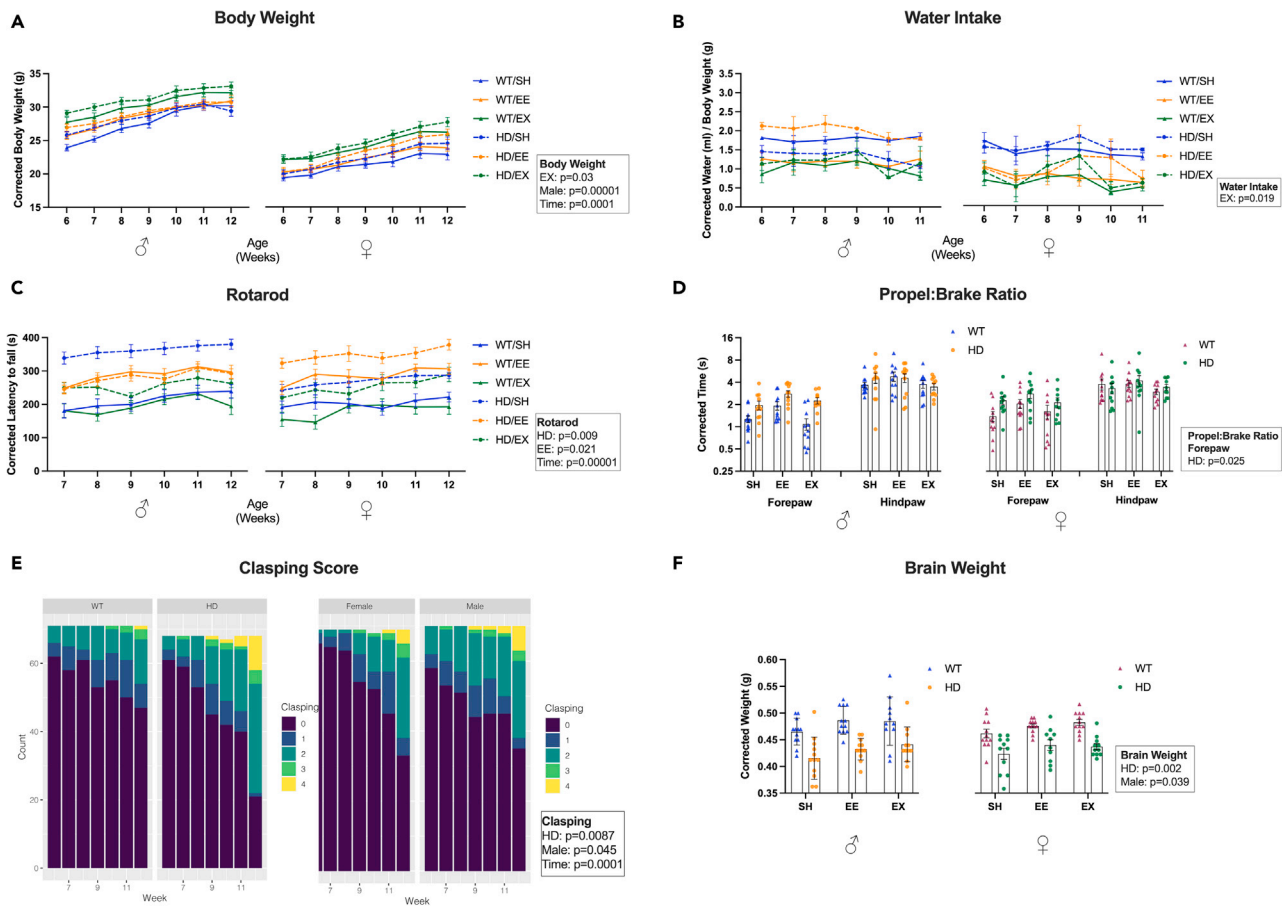 A
Body Weight
Corrected Body Weight (g)
35
30
25
20
15
6 7 8 9 10 11 12
6 7 8 9 10 11 12
♂
Age
(Weeks)
♀
WT/SH
WT/EE
WT/EX
HD/SH
HD/EE
HD/EX
Body Weight
EX: p=0.03
Male: p=0.00001
Time: p=0.0001
B
Water Intake
Corrected Water (ml) / Body Weight (g)
3.5
3.0
2.5
2.0
1.5
1.0
0.5
0.0
6 7 8 9 10 11
6 7 8 9 10 11
♂
Age
(Weeks)
♀
WT/SH
WT/EE
WT/EX
HD/SH
HD/EE
HD/EX
Water Intake
EX: p=0.019
C
Rotarod
Corrected Latency to fall (s)
400
300
200
100
0
7 8 9 10 11 12
7 8 9 10 11 12
♂
Age
(Weeks)
♀
WT/SH
WT/EE
WT/EX
HD/SH
HD/EE
HD/EX
Rotarod
HD: p=0.009
EE: p=0.021
Time: p=0.00001
D
Propel:Brake Ratio
Corrected Time (s)
16
8
4
2
1
0.5
0.25
WT
HD
WT
HD
SH EE EX SH EE EX
SH EE EX SH EE EX
Forepaw Hindpaw
Forepaw Hindpaw
♂
♀
Propel:Brake Ratio
Forepaw
HD: p=0.025
E
Clasping Score
WT HD
Female Male
Count
60
40
20
0
7 9 11 7 9 11
7 9 11 7 9 11
Week
Week
Clasping
0
1
2
3
4
Clasping
0
1
2
3
4
Clasping
HD: p=0.0087
Male: p=0.045
Time: p=0.0001
F
Brain Weight
Corrected Weight (g)
0.60
0.55
0.50
0.45
0.40
0.35
WT
HD
WT
HD
SH EE EX
SH EE EX
♂
♀
Brain Weight
HD: p=0.002
Male: p=0.039